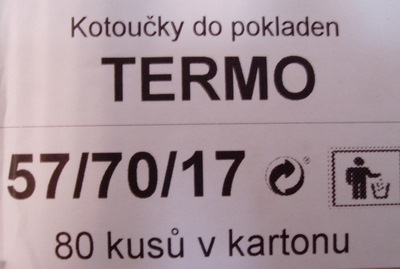 Kotoučky do pokladen
TERMO
57/70/17
80 kusů v kartonu